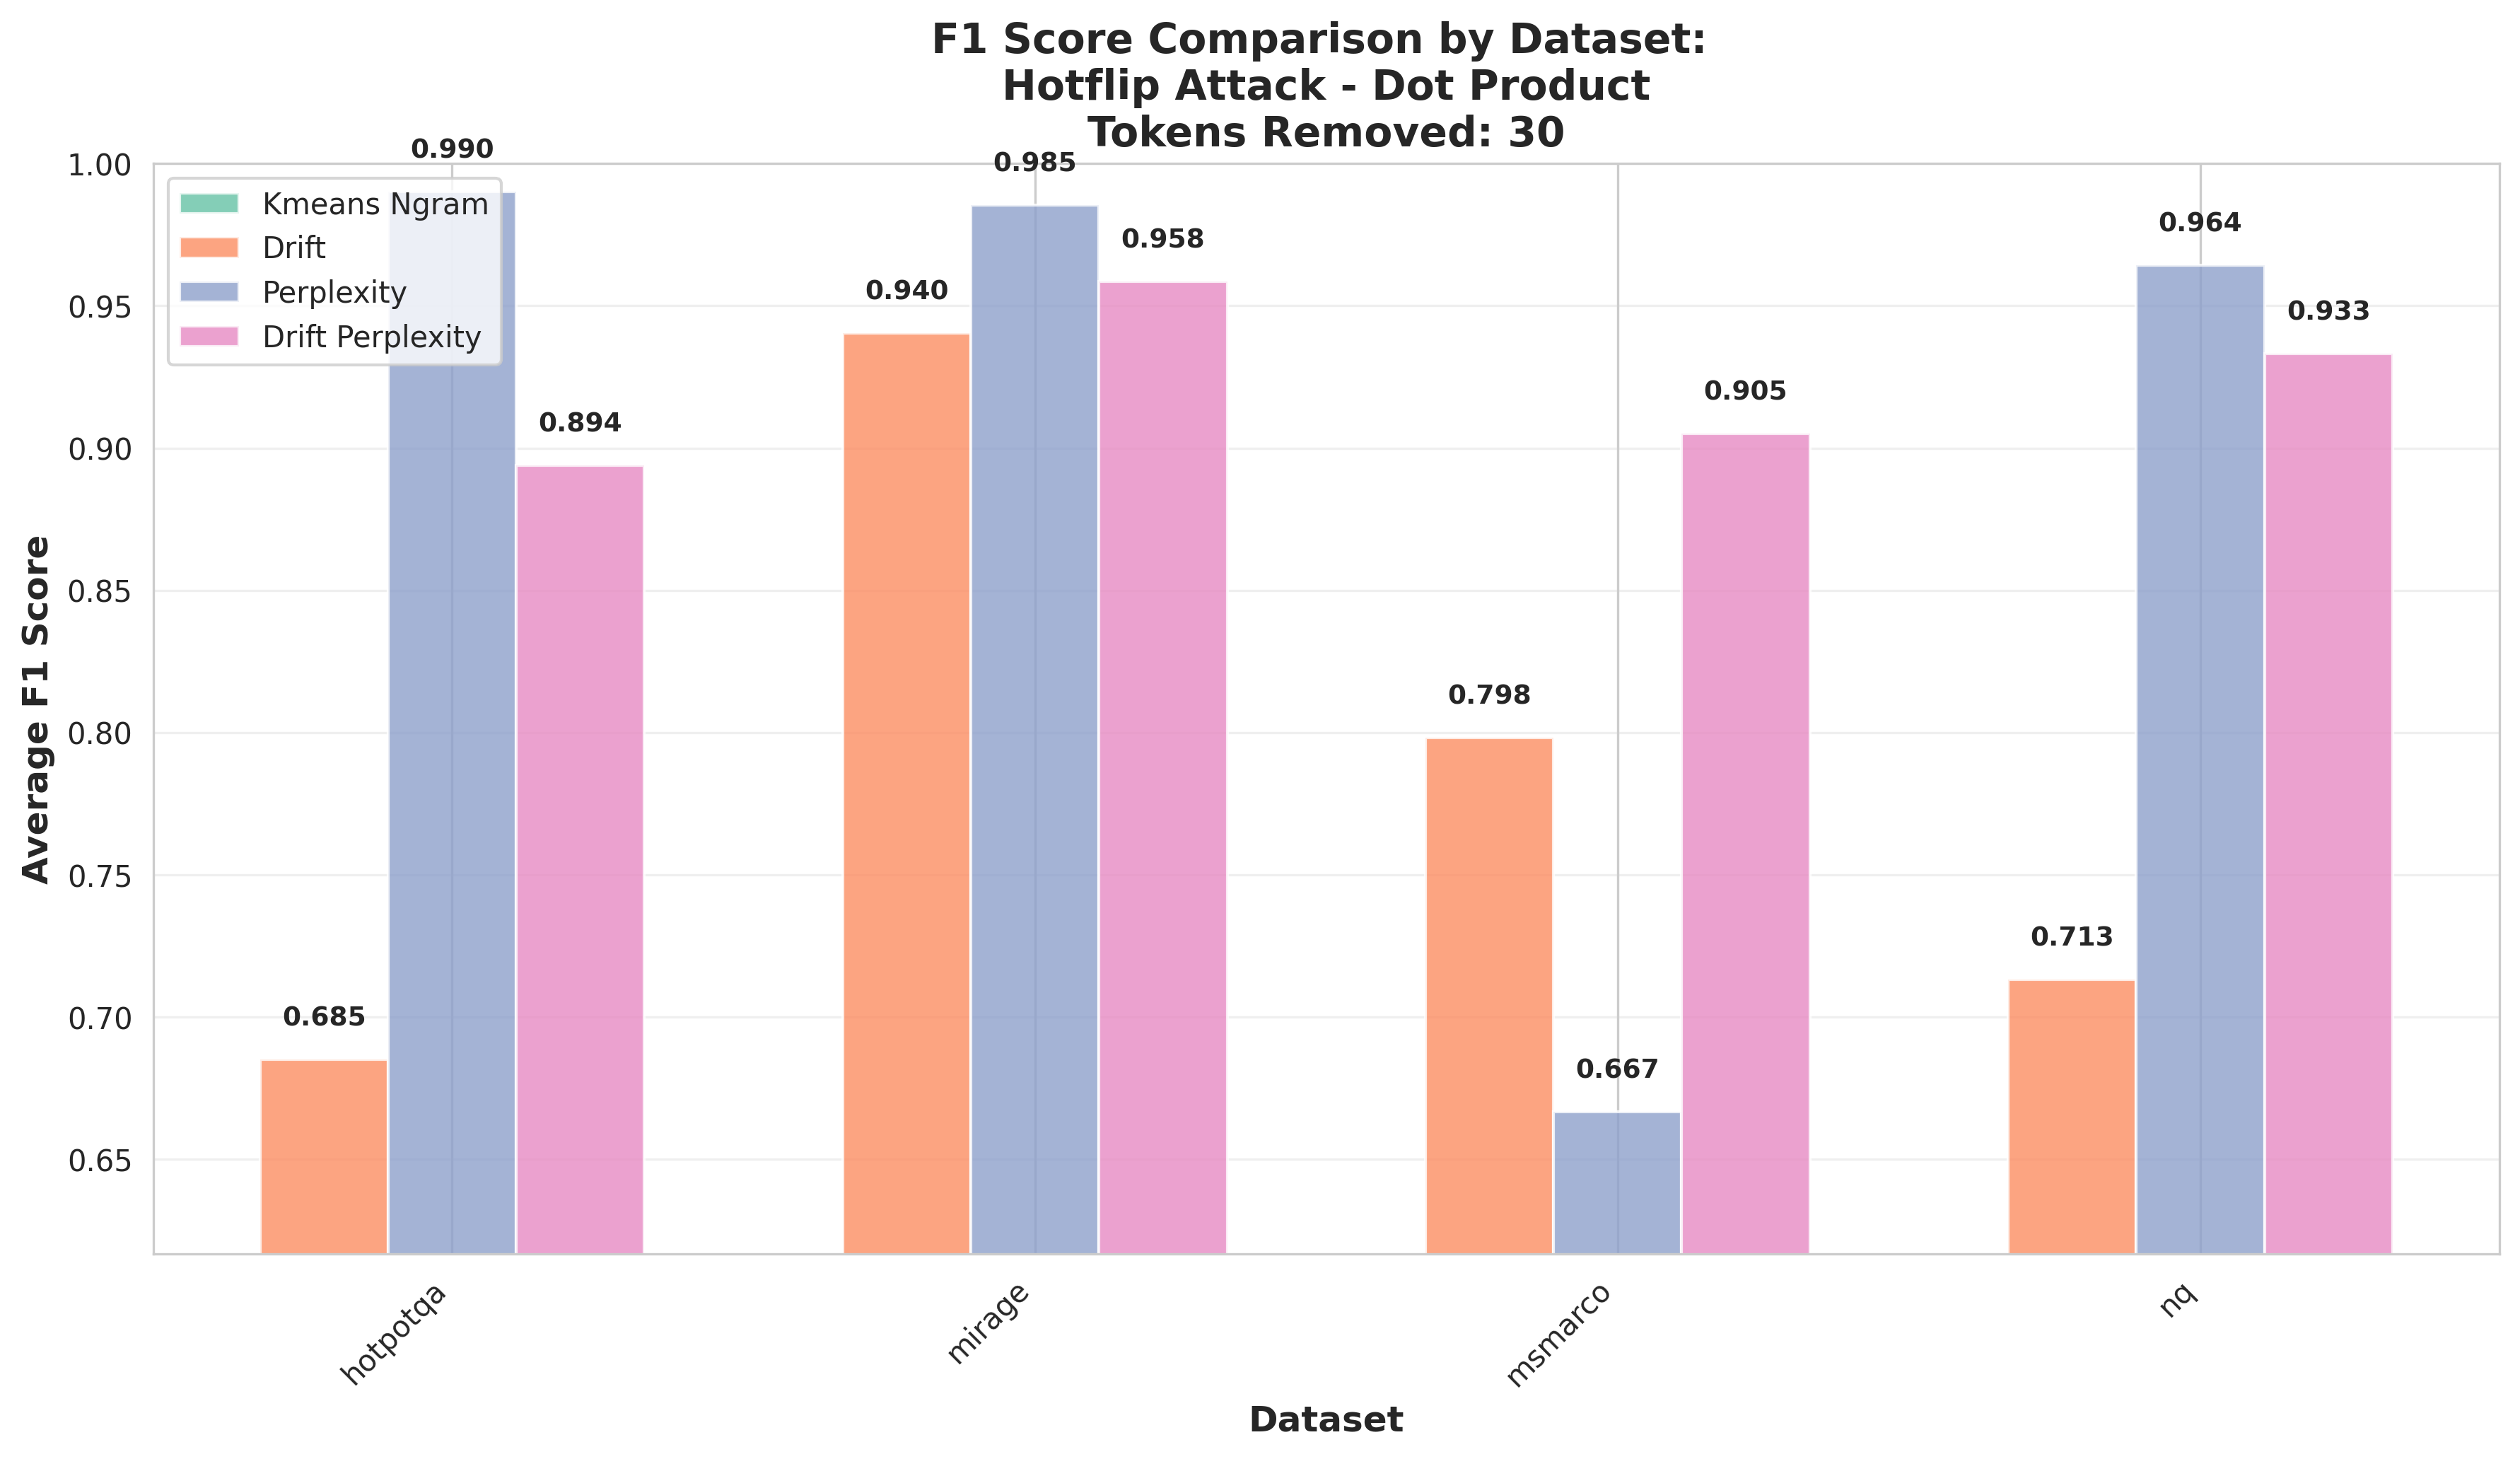 F1 Score Comparison by Dataset:
Hotflip Attack - Dot Product
Tokens Removed: 30
0.990
0.985
1.00
Kmeans Ngram
Drift
Perplexity
Drift Perplexity
0.964
0.958
0.940
0.933
0.95
0.905
0.894
0.90
0.85
0.80
0.798
0.75
0.713
0.70
0.685
0.667
0.65
Average F1 Score
hotpotqa
mirage
msmarco
nq
Dataset